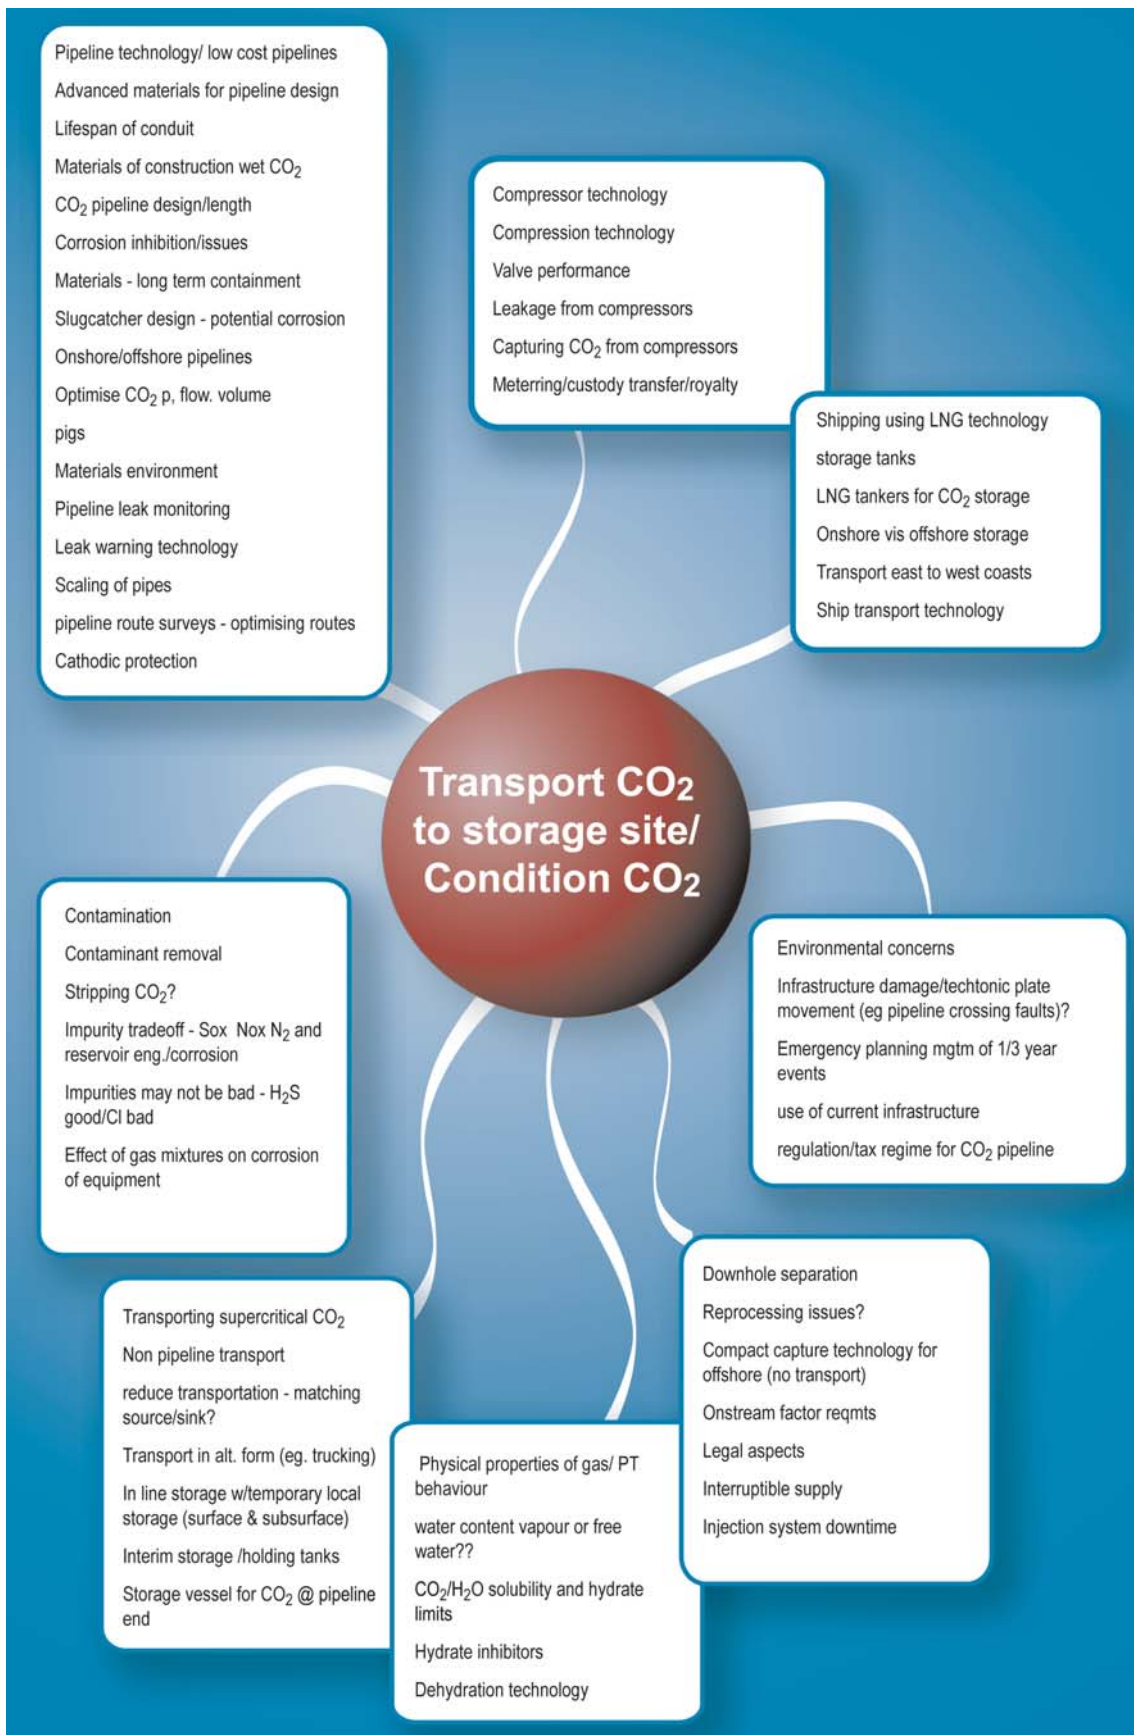 Pipeline technology/ low cost pipelines
Advanced materials for pipeline design
Lifespan of conduit
Materials of construction wet CO₂
CO₂ pipeline design/length
Corrosion inhibition/issues
Materials - long term containment
Slugcatcher design - potential corrosion
Onshore/offshore pipelines
Optimise CO₂ p, flow. volume
pigs
Materials environment
Pipeline leak monitoring
Leak warning technology
Scaling of pipes
pipeline route surveys - optimising routes
Cathodic protection
Compressor technology
Compression technology
Valve performance
Leakage from compressors
Capturing CO₂ from compressors
Meterring/custody transfer/royalty
Shipping using LNG technology
storage tanks
LNG tankers for CO₂ storage
Onshore vis offshore storage
Transport east to west coasts
Ship transport technology
Transport CO₂
to storage site/
Condition CO₂
Contamination
Contaminant removal
Stripping CO₂?
Impurity tradeoff - Sox Nox N₂ and
reservoir eng./corrosion
Impurities may not be bad - H₂S
good/Cl bad
Effect of gas mixtures on corrosion
of equipment
Environmental concerns
Infrastructure damage/techtonic plate
movement (eg pipeline crossing faults)?
Emergency planning mgtm of 1/3 year
events
use of current infrastructure
regulation/tax regime for CO₂ pipeline
Transporting supercritical CO₂
Non pipeline transport
reduce transportation - matching
source/sink?
Transport in alt. form (eg. trucking)
In line storage w/temporary local
storage (surface & subsurface)
Interim storage /holding tanks
Storage vessel for CO₂ @ pipeline
end
Physical properties of gas/ PT
behaviour
water content vapour or free
water??
CO₂/H₂O solubility and hydrate
limits
Hydrate inhibitors
Dehydration technology
Downhole separation
Reprocessing issues?
Compact capture technology for
offshore (no transport)
Onstream factor reqmts
Legal aspects
Interruptible supply
Injection system downtime